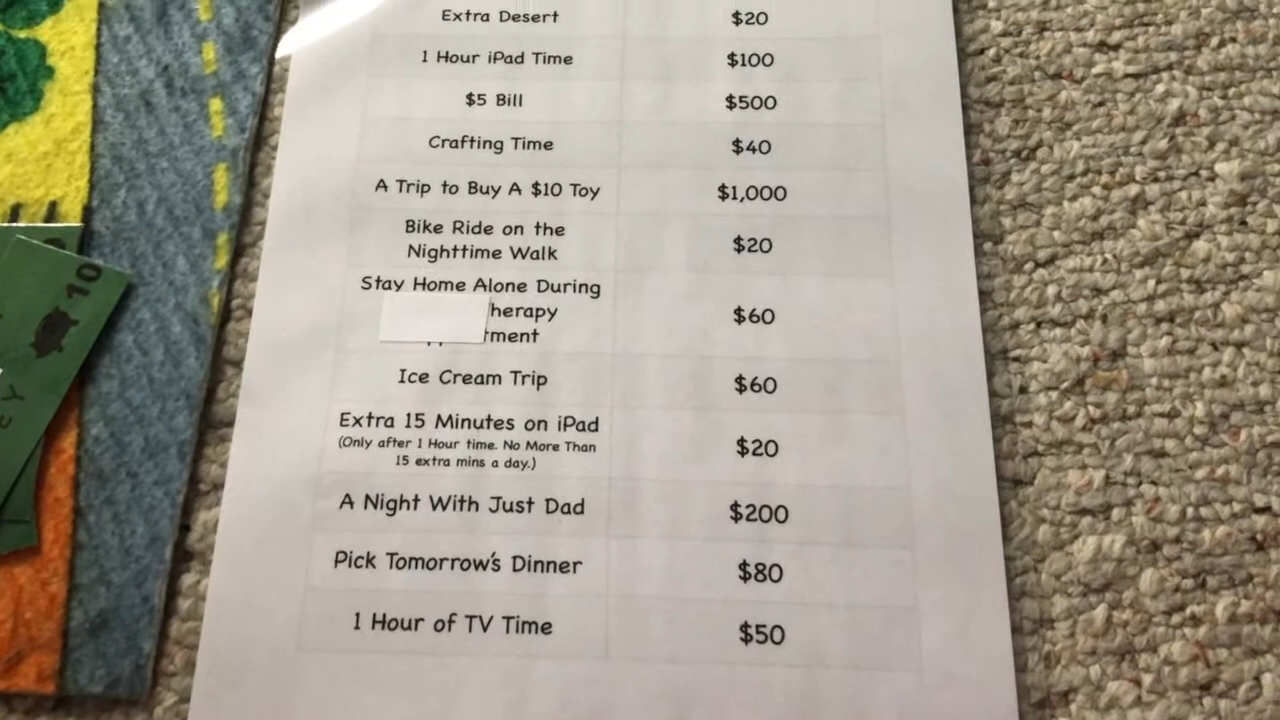 Extra Desert $20
1 Hour iPad Time $100
$5 Bill $500
Crafting Time $40
A Trip to Buy A $10 Toy $1,000
Bike Ride on the
Nighttime Walk $20
Stay Home Alone During
herapy $60
ment
Ice Cream Trip $60
Extra 15 Minutes on iPad
(Only after 1 Hour time. No More Than $20
15 extra mins a day.)
A Night With Just Dad $200
Pick Tomorrow's Dinner $80
1 Hour of TV Time $50
10